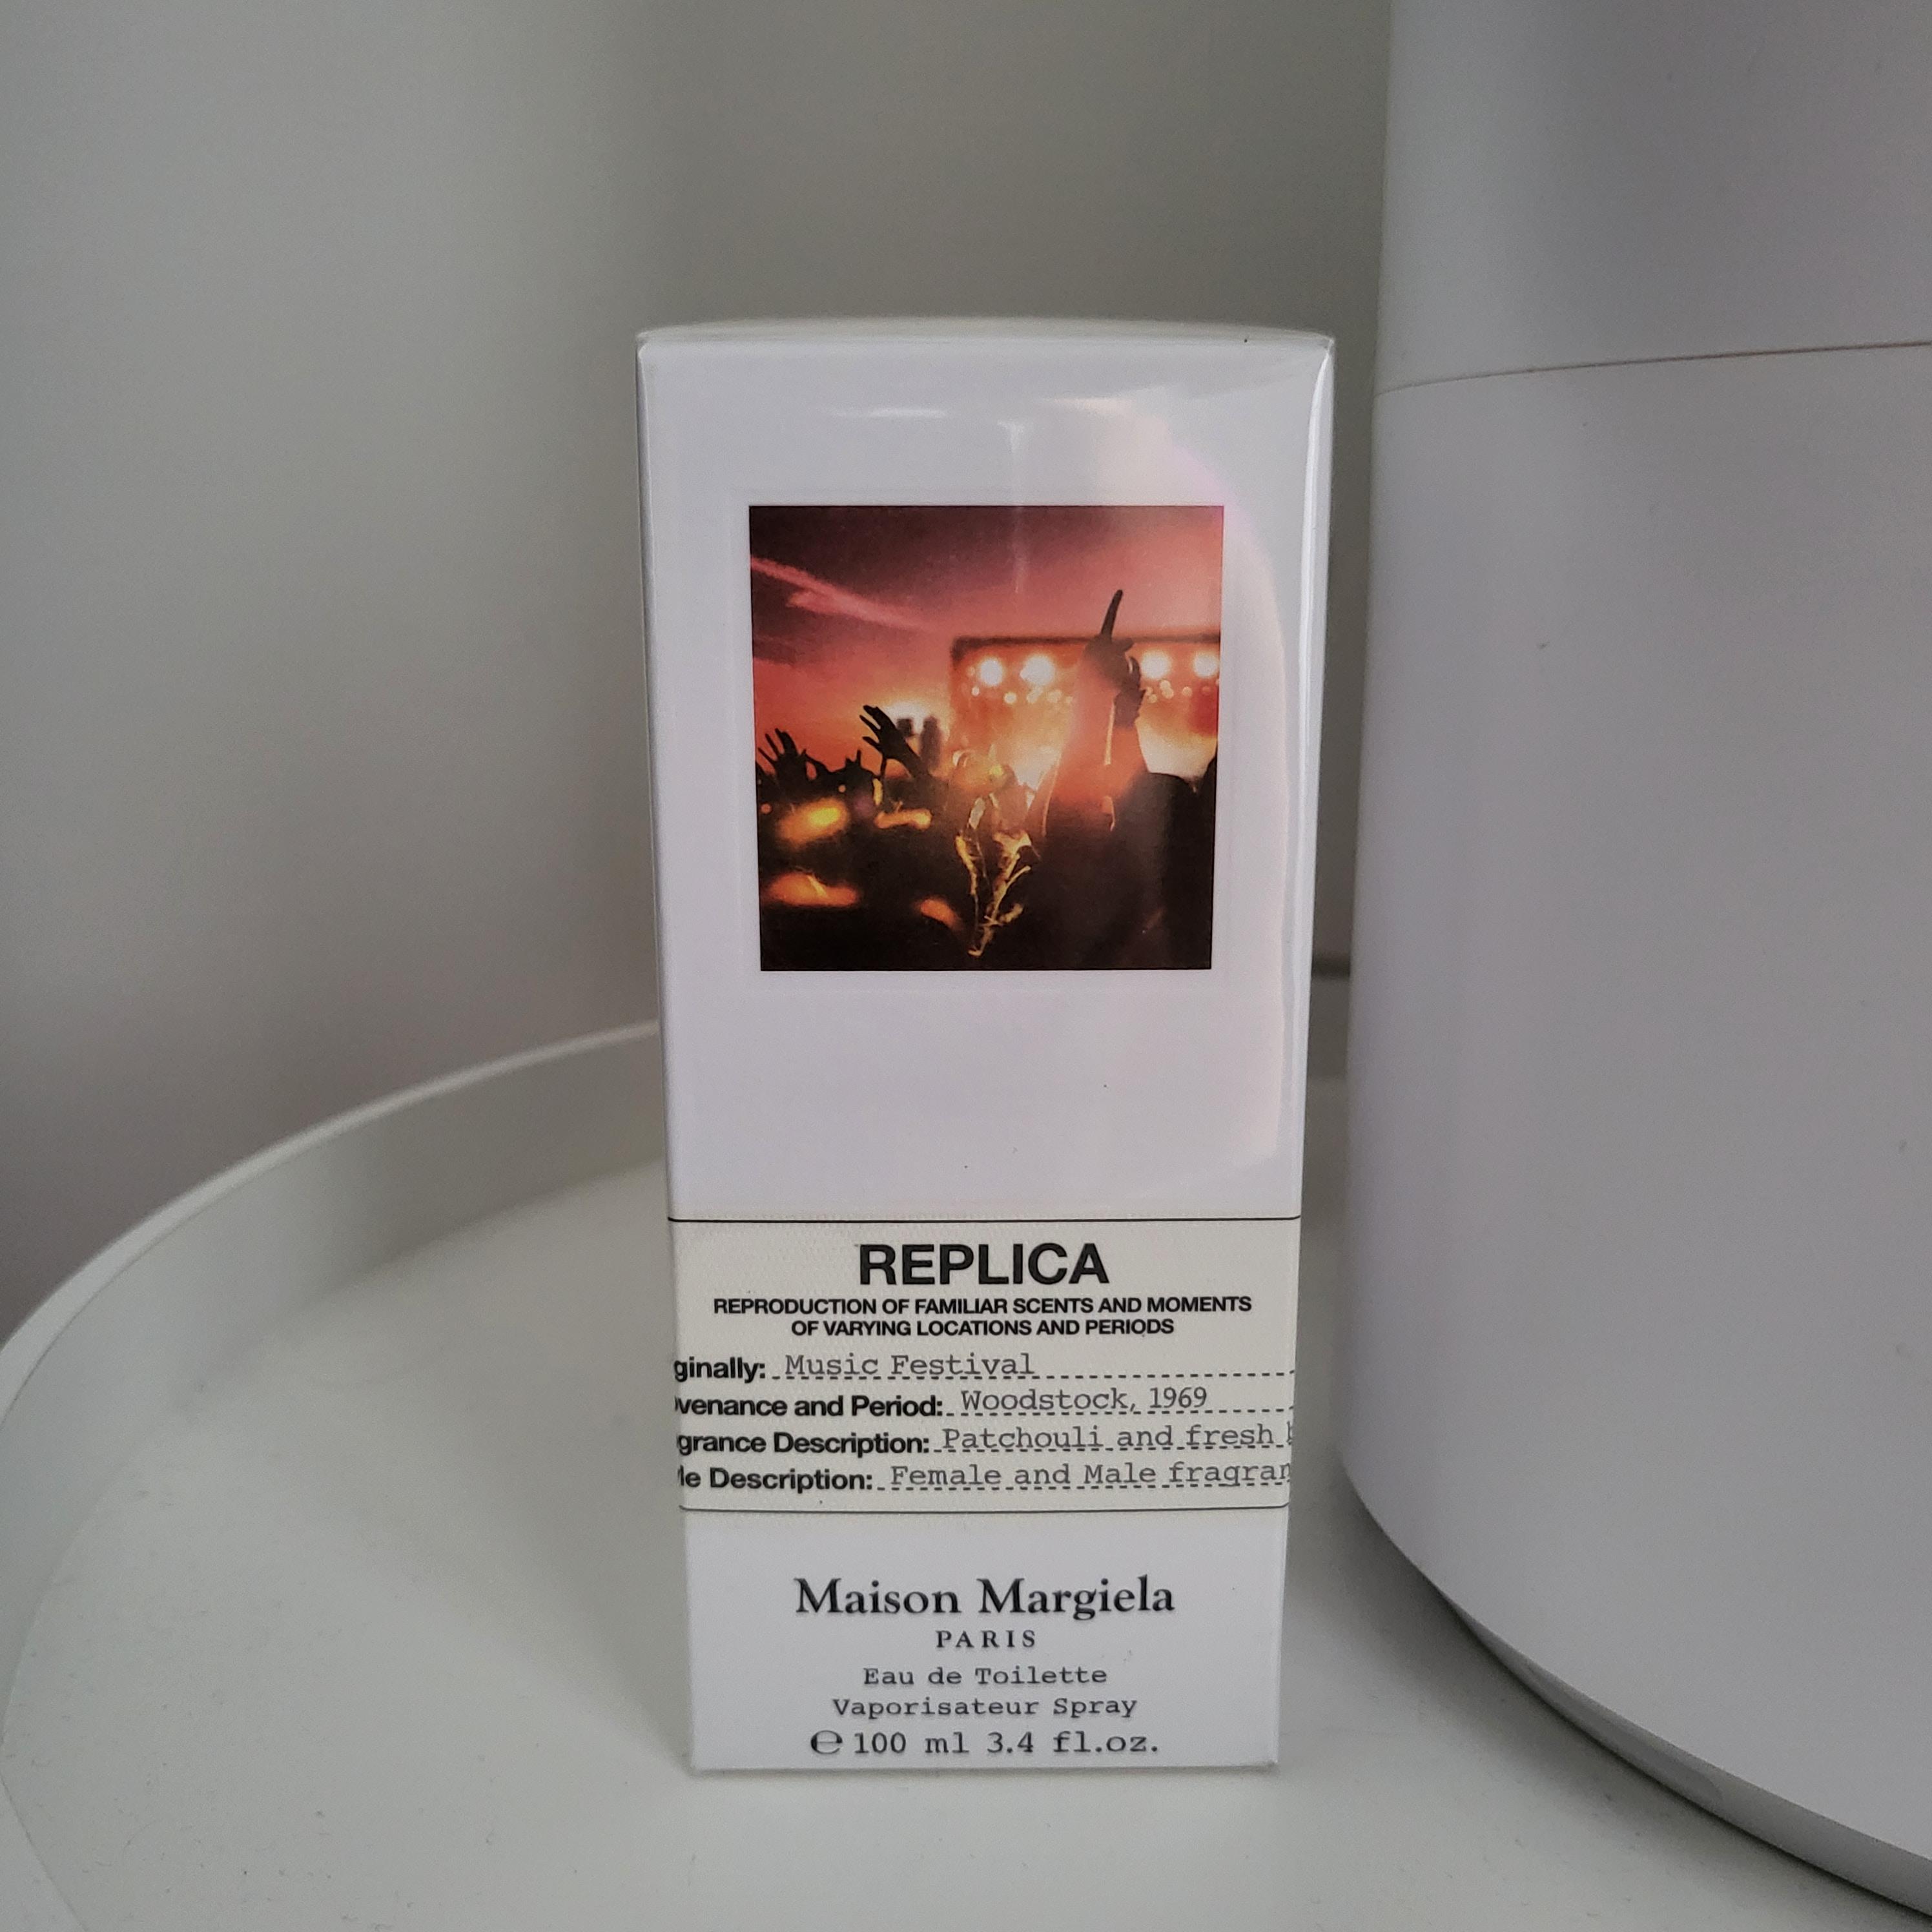 REPLICA
REPRODUCTION OF FAMILIAR SCENTS AND MOMENTS
OF VARYING LOCATIONS AND PERIODS
ginally: Music Festival
venance and Period: Woodstock, 1969
grance Description: Patchouli and fresh
le Description: Female and Male fragran
Maison Margiela
PARIS
Eau de Toilette
Vaporisateur Spray
℮ 100 ml 3.4 fl.oz.